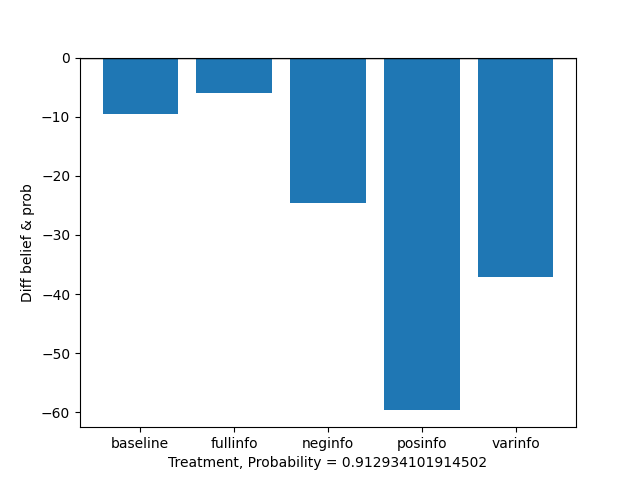 0
−10
−20
−30
−40
−50
−60
Diff belief & prob
baseline fullinfo neginfo posinfo varinfo
Treatment, Probability = 0.912934101914502